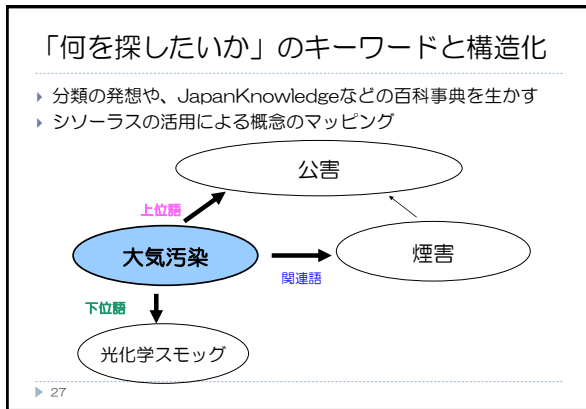 「何を探したいか」のキーワードと構造化
分類の発想や、JapanKnowledgeなどの百科事典を生かす
シソーラスの活用による概念のマッピング
公害
上位語
大気汚染
煙害
関連語
下位語
光化学スモッグ
27